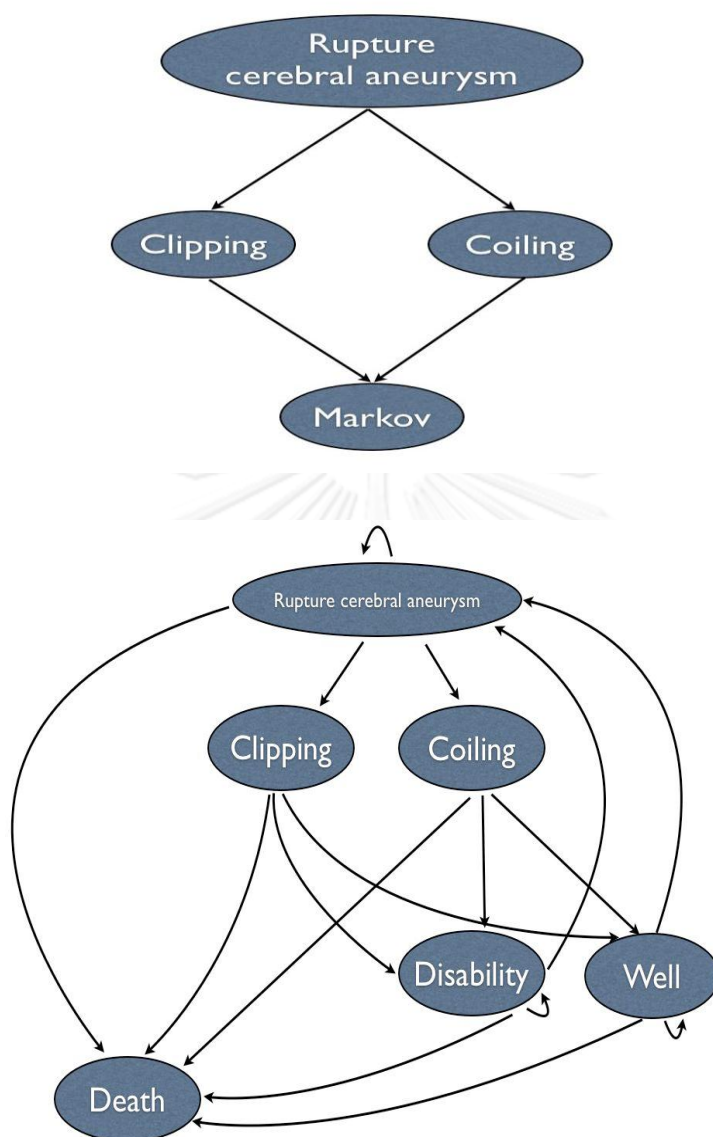 Rupture
cerebral aneurysm
Clipping
Coiling
Markov
Rupture cerebral aneurysm
Clipping
Coiling
Disability
Well
Death